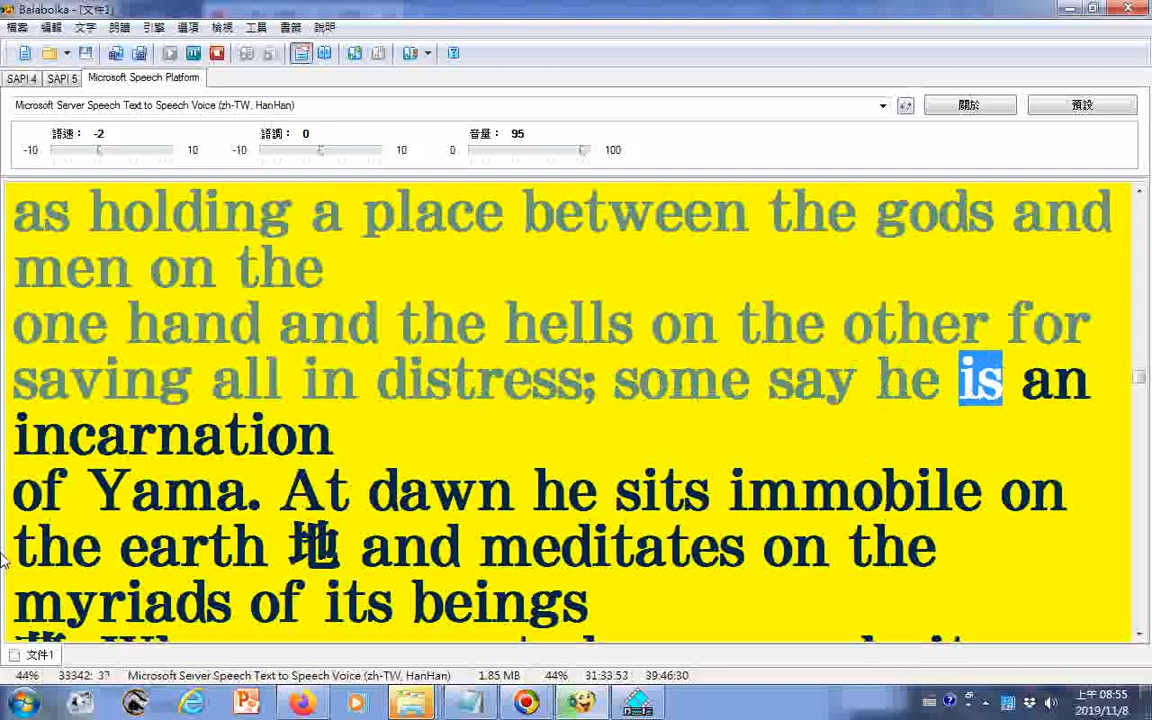 Balabolka - [文件1]
檔案 編輯 文字 朗讀 引擎 選項 檢視 工具 書籤 說明
SAPI 4 SAPI 5 Microsoft Speech Platform
Microsoft Server Speech Text to Speech Voice (zh-TW, HanHan) 關於 預設
語速： -2 語調： 0 音量： 95
-10 10 -10 10 0 100
as holding a place between the gods and
men on the
one hand and the hells on the other for
saving all in distress; some say he is an
incarnation
of Yama. At dawn he sits immobile on
the earth 地 and meditates on the
myriads of its beings
文件1
44% 33342: 37 Microsoft Server Speech Text to Speech Voice (zh-TW, HanHan) 1.85 MB 44% 31:33:53 39:46:30
上午 08:55
2019/11/8